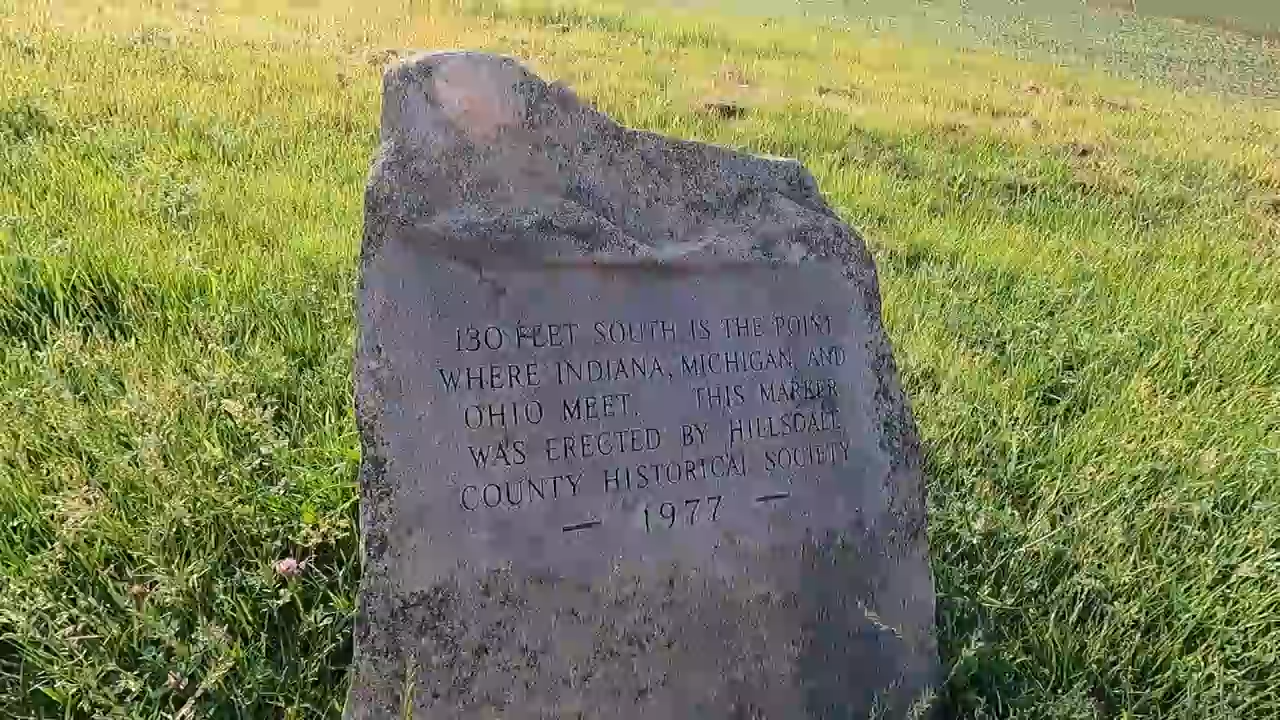 130 FEET SOUTH IS THE POINT
WHERE INDIANA, MICHIGAN, AND
OHIO MEET. THIS MARKER
WAS ERECTED BY HILLSDALE
COUNTY HISTORICAL SOCIETY
— 1977 —